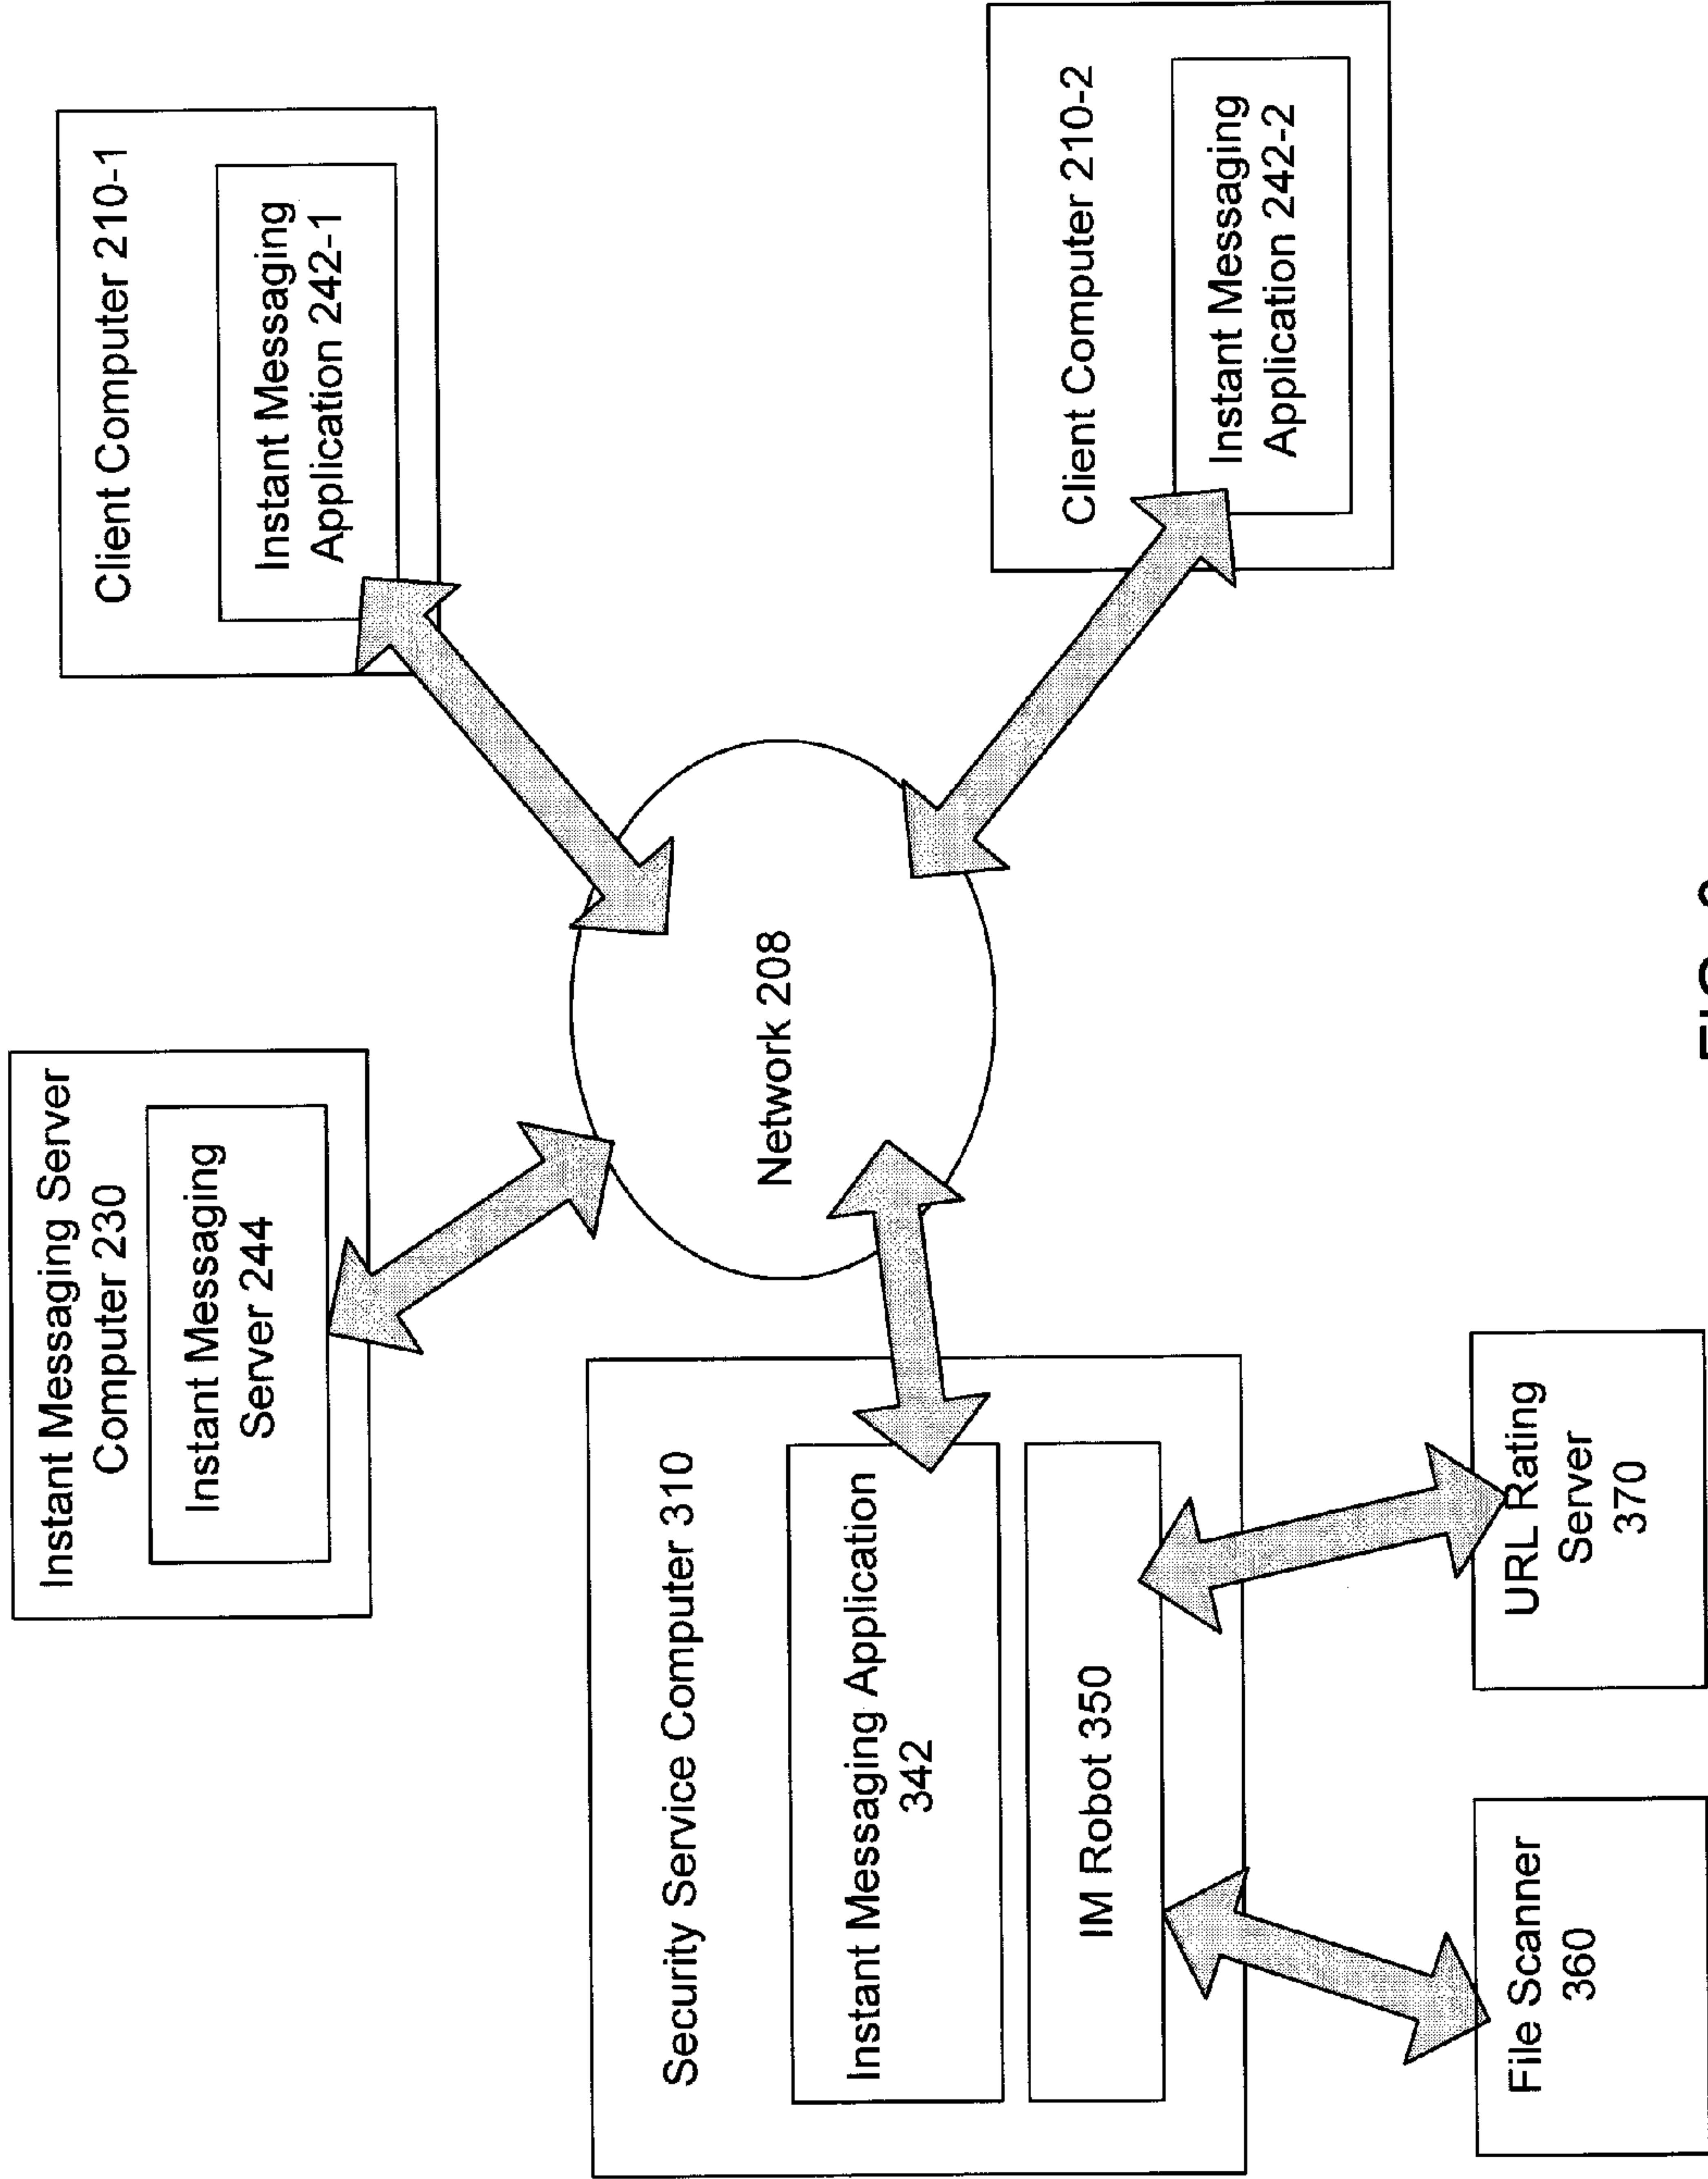 Instant Messaging Server
Computer 230
Instant Messaging
Server 244
Client Computer 210-1
Instant Messaging
Application 242-1
Network 208
Security Service Computer 310
Instant Messaging Application
342
IM Robot 350
Client Computer 210-2
Instant Messaging
Application 242-2
File Scanner
360
URL Rating
Server
370
FIG.